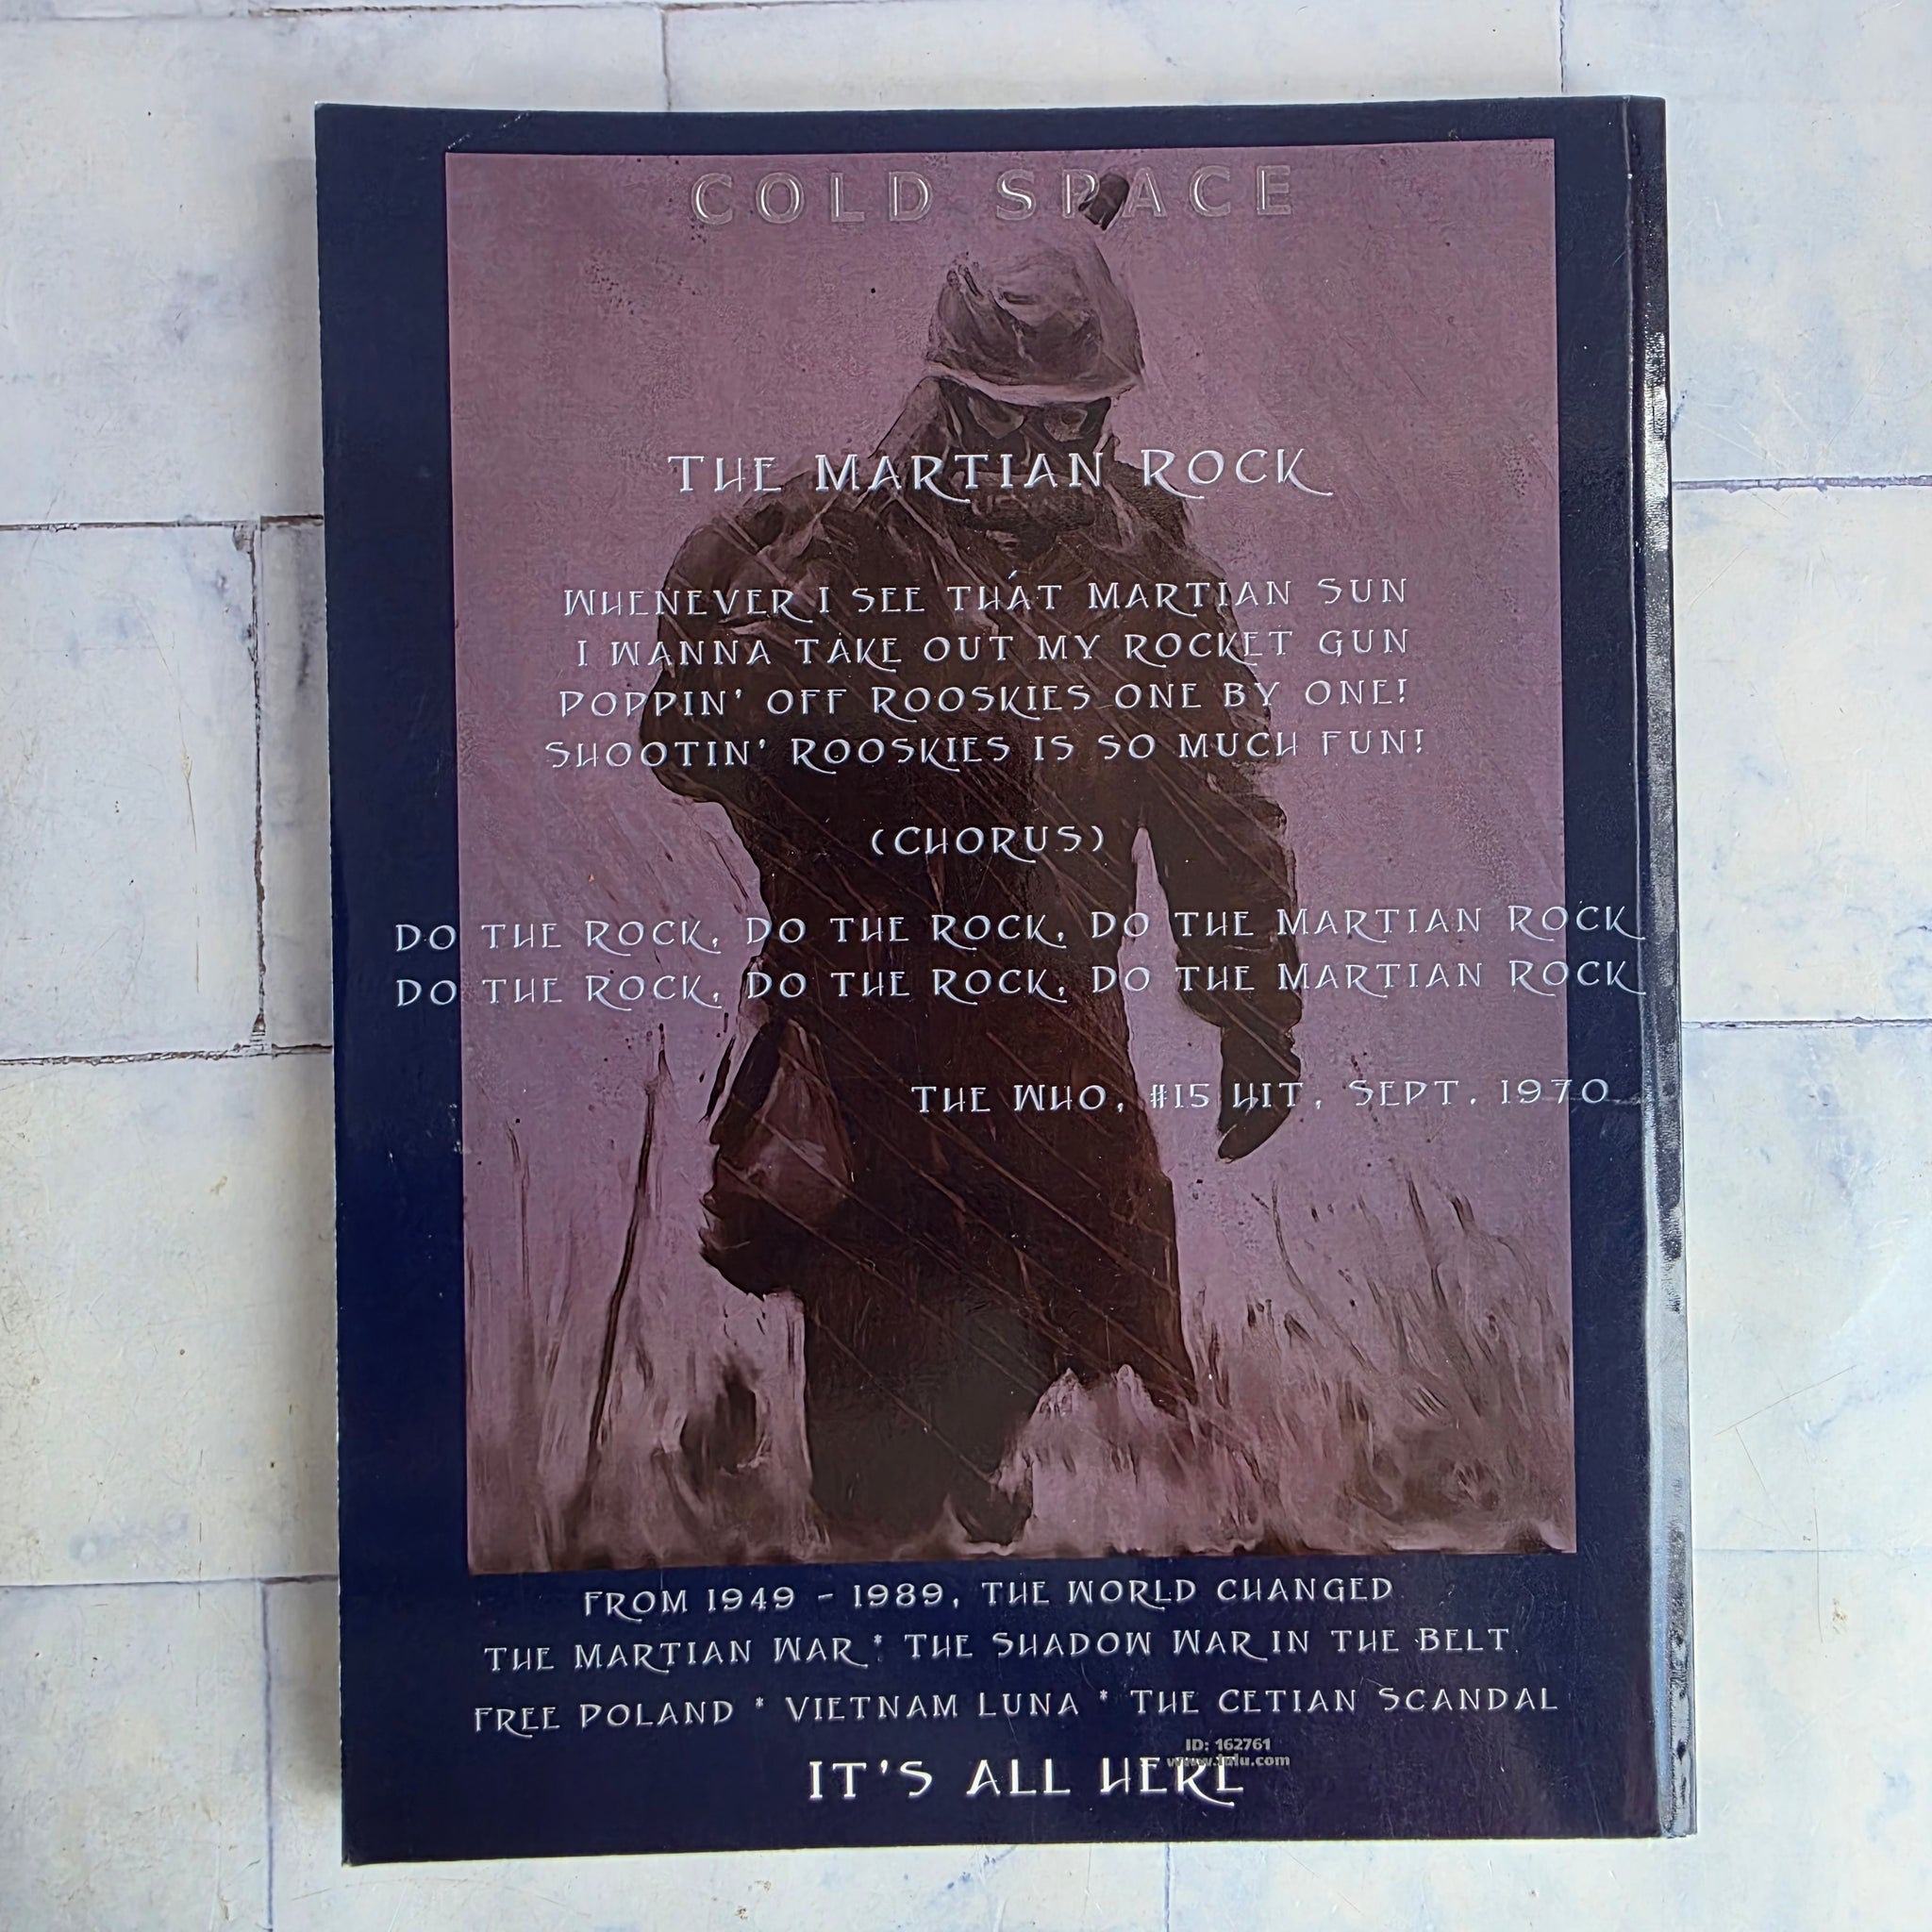 COLD SPACE
THE MARTIAN ROCK
WHENEVER I SEE THAT MARTIAN SUN
I WANNA TAKE OUT MY ROCKET GUN
POPPIN' OFF ROOSKIES ONE BY ONE!
SHOOTIN' ROOSKIES IS SO MUCH FUN!
(CHORUS)
DO THE ROCK, DO THE ROCK, DO THE MARTIAN ROCK
DO THE ROCK, DO THE ROCK, DO THE MARTIAN ROCK
THE WHO, #15 HIT, SEPT. 1970
FROM 1949 - 1989, THE WORLD CHANGED
THE MARTIAN WAR * THE SHADOW WAR IN THE BELT
FREE POLAND * VIETNAM LUNA * THE CETIAN SCANDAL
ID: 162761
www.lulu.com
IT'S ALL HERE